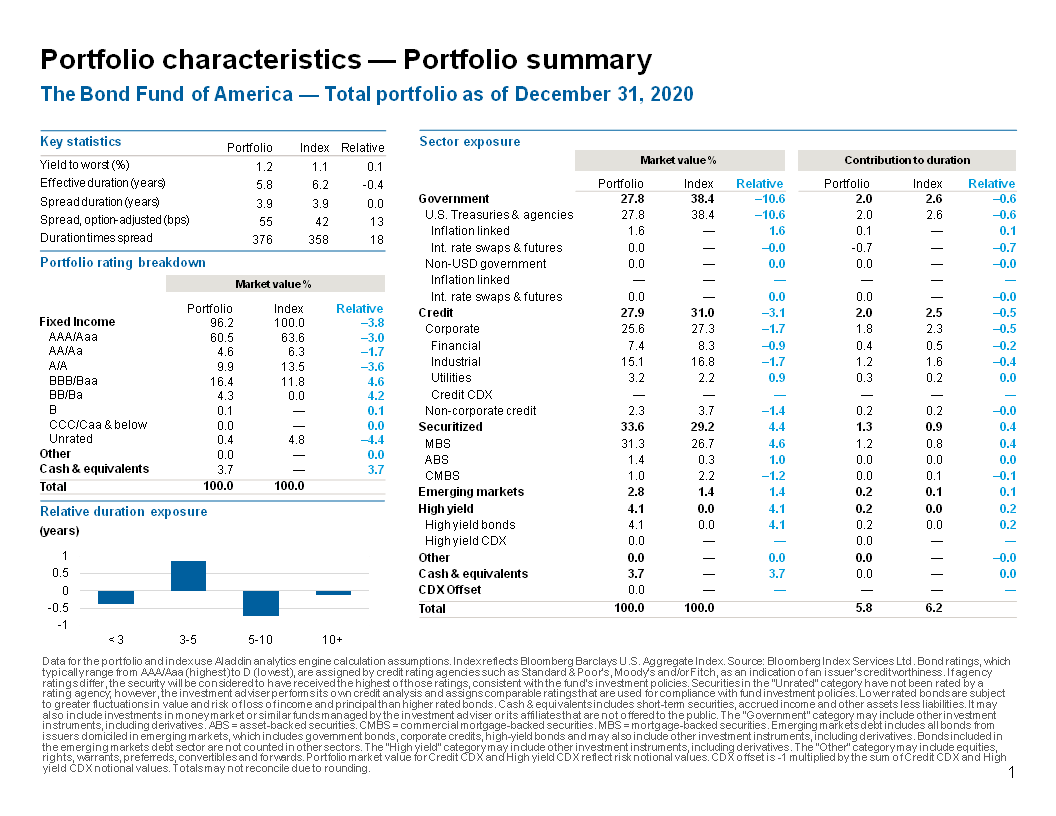 Portfolio characteristics — Portfolio summary
The Bond Fund of America — Total portfolio as of December 31, 2020
Key statistics
Portfolio Index Relative
Yield to worst (%) 1.2 1.1 0.1
Effective duration (years) 5.8 6.2 -0.4
Spread duration (years) 3.9 3.9 0.0
Spread, option-adjusted (bps) 55 42 13
Duration times spread 376 358 18
Portfolio rating breakdown
Market value %
Portfolio Index Relative
Fixed Income 96.2 100.0 –3.8
AAA/Aaa 60.5 63.6 –3.0
AA/Aa 4.6 6.3 –1.7
A/A 9.9 13.5 –3.6
BBB/Baa 16.4 11.8 4.6
BB/Ba 4.3 0.0 4.2
B 0.1 — 0.1
CCC/Caa & below 0.0 — 0.0
Unrated 0.4 4.8 –4.4
Other 0.0 — 0.0
Cash & equivalents 3.7 — 3.7
Total 100.0 100.0
Relative duration exposure
(years)
1
0.5
0
-0.5
-1
< 3 3-5 5-10 10+
Sector exposure
Market value % Contribution to duration
Portfolio Index Relative Portfolio Index Relative
Government 27.8 38.4 –10.6 2.0 2.6 –0.6
U.S. Treasuries & agencies 27.8 38.4 –10.6 2.0 2.6 –0.6
Inflation linked 1.6 — 1.6 0.1 — 0.1
Int. rate swaps & futures 0.0 — –0.0 -0.7 — –0.7
Non-USD government 0.0 — 0.0 0.0 — –0.0
Inflation linked — — — — — —
Int. rate swaps & futures 0.0 — 0.0 0.0 — –0.0
Credit 27.9 31.0 –3.1 2.0 2.5 –0.5
Corporate 25.6 27.3 –1.7 1.8 2.3 –0.5
Financial 7.4 8.3 –0.9 0.4 0.5 –0.2
Industrial 15.1 16.8 –1.7 1.2 1.6 –0.4
Utilities 3.2 2.2 0.9 0.3 0.2 0.0
Credit CDX — — — — — —
Non-corporate credit 2.3 3.7 –1.4 0.2 0.2 –0.0
Securitized 33.6 29.2 4.4 1.3 0.9 0.4
MBS 31.3 26.7 4.6 1.2 0.8 0.4
ABS 1.4 0.3 1.0 0.0 0.0 0.0
CMBS 1.0 2.2 –1.2 0.0 0.1 –0.1
Emerging markets 2.8 1.4 1.4 0.2 0.1 0.1
High yield 4.1 0.0 4.1 0.2 0.0 0.2
High yield bonds 4.1 0.0 4.1 0.2 0.0 0.2
High yield CDX 0.0 — — 0.0 — —
Other 0.0 — 0.0 0.0 — –0.0
Cash & equivalents 3.7 — 3.7 0.0 — 0.0
CDX Offset 0.0 — — — — —
Total 100.0 100.0 5.8 6.2
Data for the portfolio and index use Aladdin analytics engine calculation assumptions. Index reflects Bloomberg Barclays U.S. Aggregate Index. Source: Bloomberg Index Services Ltd. Bond ratings, which
typically range from AAA/Aaa (highest) to D (lowest), are assigned by credit rating agencies such as Standard & Poor's, Moody's and/or Fitch, as an indication of an issuer's creditworthiness. If agency
ratings differ, the security will be considered to have received the highest of those ratings, consistent with the fund's investment policies. Securities in the "Unrated" category have not been rated by a
rating agency; however, the investment adviser performs its own credit analysis and assigns comparable ratings that are used for compliance with fund investment policies. Lower rated bonds are subject
to greater fluctuations in value and risk of loss of income and principal than higher rated bonds. Cash & equivalents includes short-term securities, accrued income and other assets less liabilities. It may
also include investments in money market or similar funds managed by the investment adviser or its affiliates that are not offered to the public. The "Government" category may include other investment
instruments, including derivatives. ABS = asset-backed securities. CMBS = commercial mortgage-backed securities. MBS = mortgage-backed securities. Emerging markets debt includes all bonds from
issuers domiciled in emerging markets, which includes government bonds, corporate credits, high-yield bonds and may also include other investment instruments, including derivatives. Bonds included in
the emerging markets debt sector are not counted in other sectors. The "High yield" category may include other investment instruments, including derivatives. The "Other" category may include equities,
rights, warrants, preferreds, convertibles and forwards. Portfolio market value for Credit CDX and High yield CDX reflect risk notional values. CDX offset is -1 multiplied by the sum of Credit CDX and High
yield CDX notional values. Totals may not reconcile due to rounding.
1